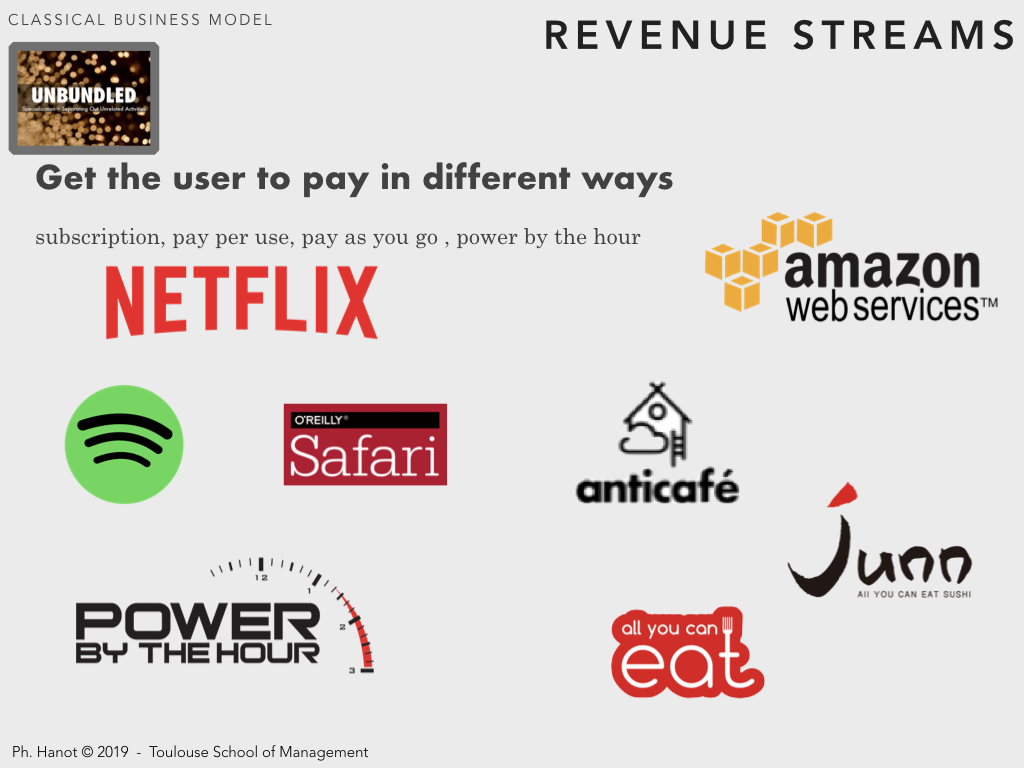 CLASSICAL BUSINESS MODEL
REVENUE STREAMS
UNBUNDLED
Specialization = Separating Out Unrelated Activities
Get the user to pay in different ways
subscription, pay per use, pay as you go , power by the hour
NETFLIX
amazon
web services™
O'REILLY®
Safari
anticafé
Junn
All YOU CAN EAT SUSHI
12
1
2
3
POWER
BY THE HOUR
all you can
eat
Ph. Hanot © 2019 - Toulouse School of Management